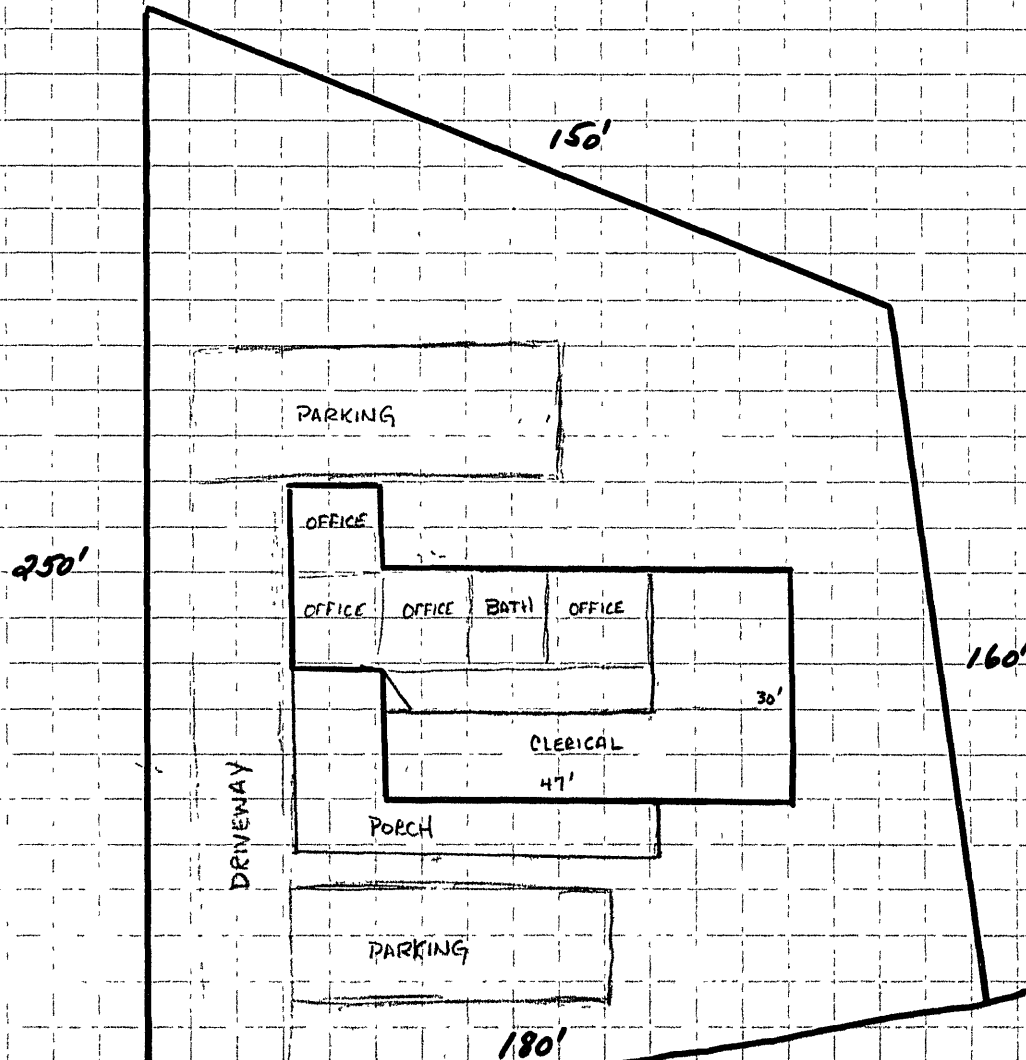 150'
PARKING
OFFICE
250'
OFFICE OFFICE BATH OFFICE
160'
30'
CLERICAL
47'
DRIVEWAY
PORCH
PARKING
180'